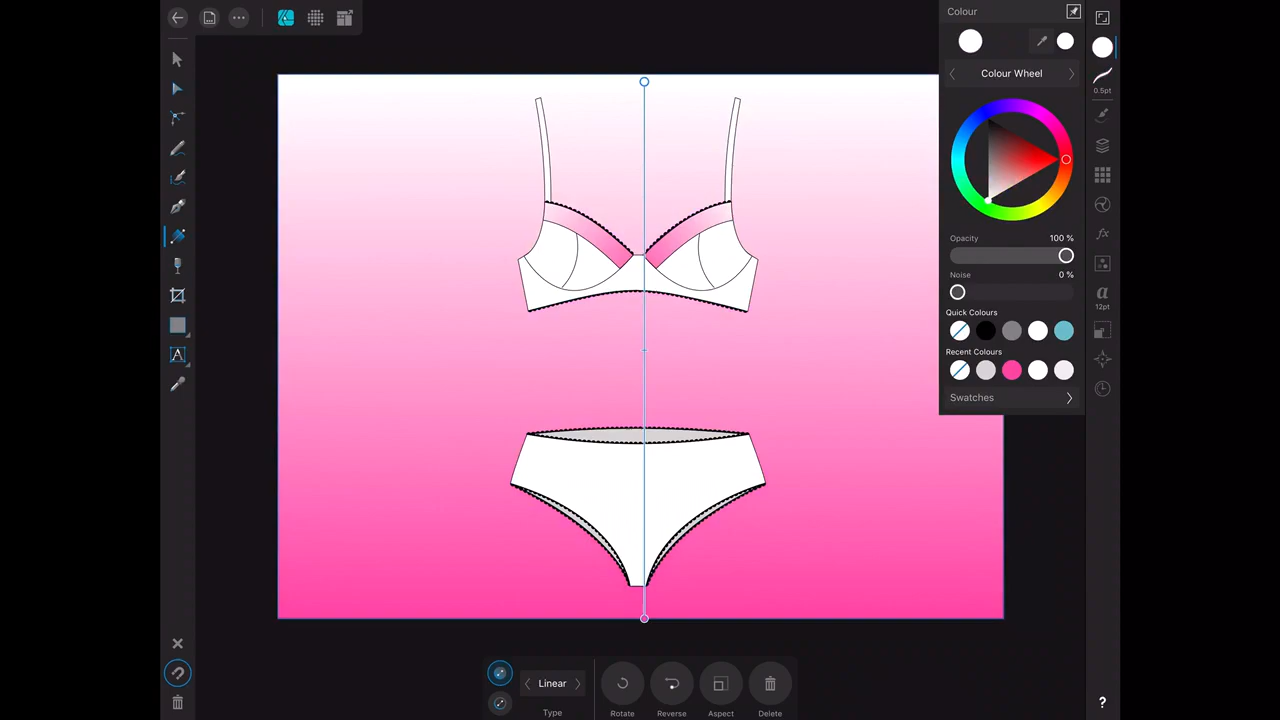 Colour
Colour Wheel
0.5pt
Opacity 100 %
Noise 0 %
a
12pt
Quick Colours
Recent Colours
Swatches
A
Linear
Type
Rotate
Reverse
Aspect
Delete
fx
?